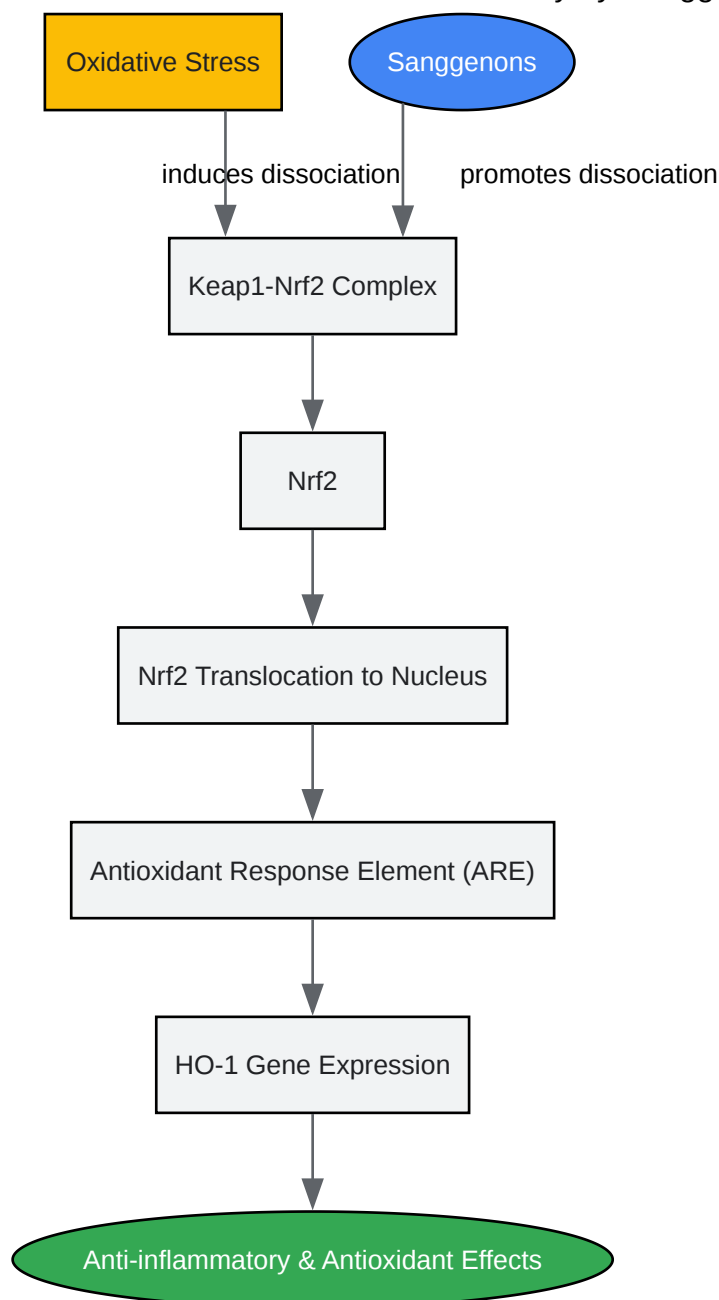 Oxidative Stress
Sanggenons
induces dissociation
promotes dissociation
Keap1-Nrf2 Complex
Nrf2
Nrf2 Translocation to Nucleus
Antioxidant Response Element (ARE)
HO-1 Gene Expression
Anti-inflammatory & Antioxidant Effects